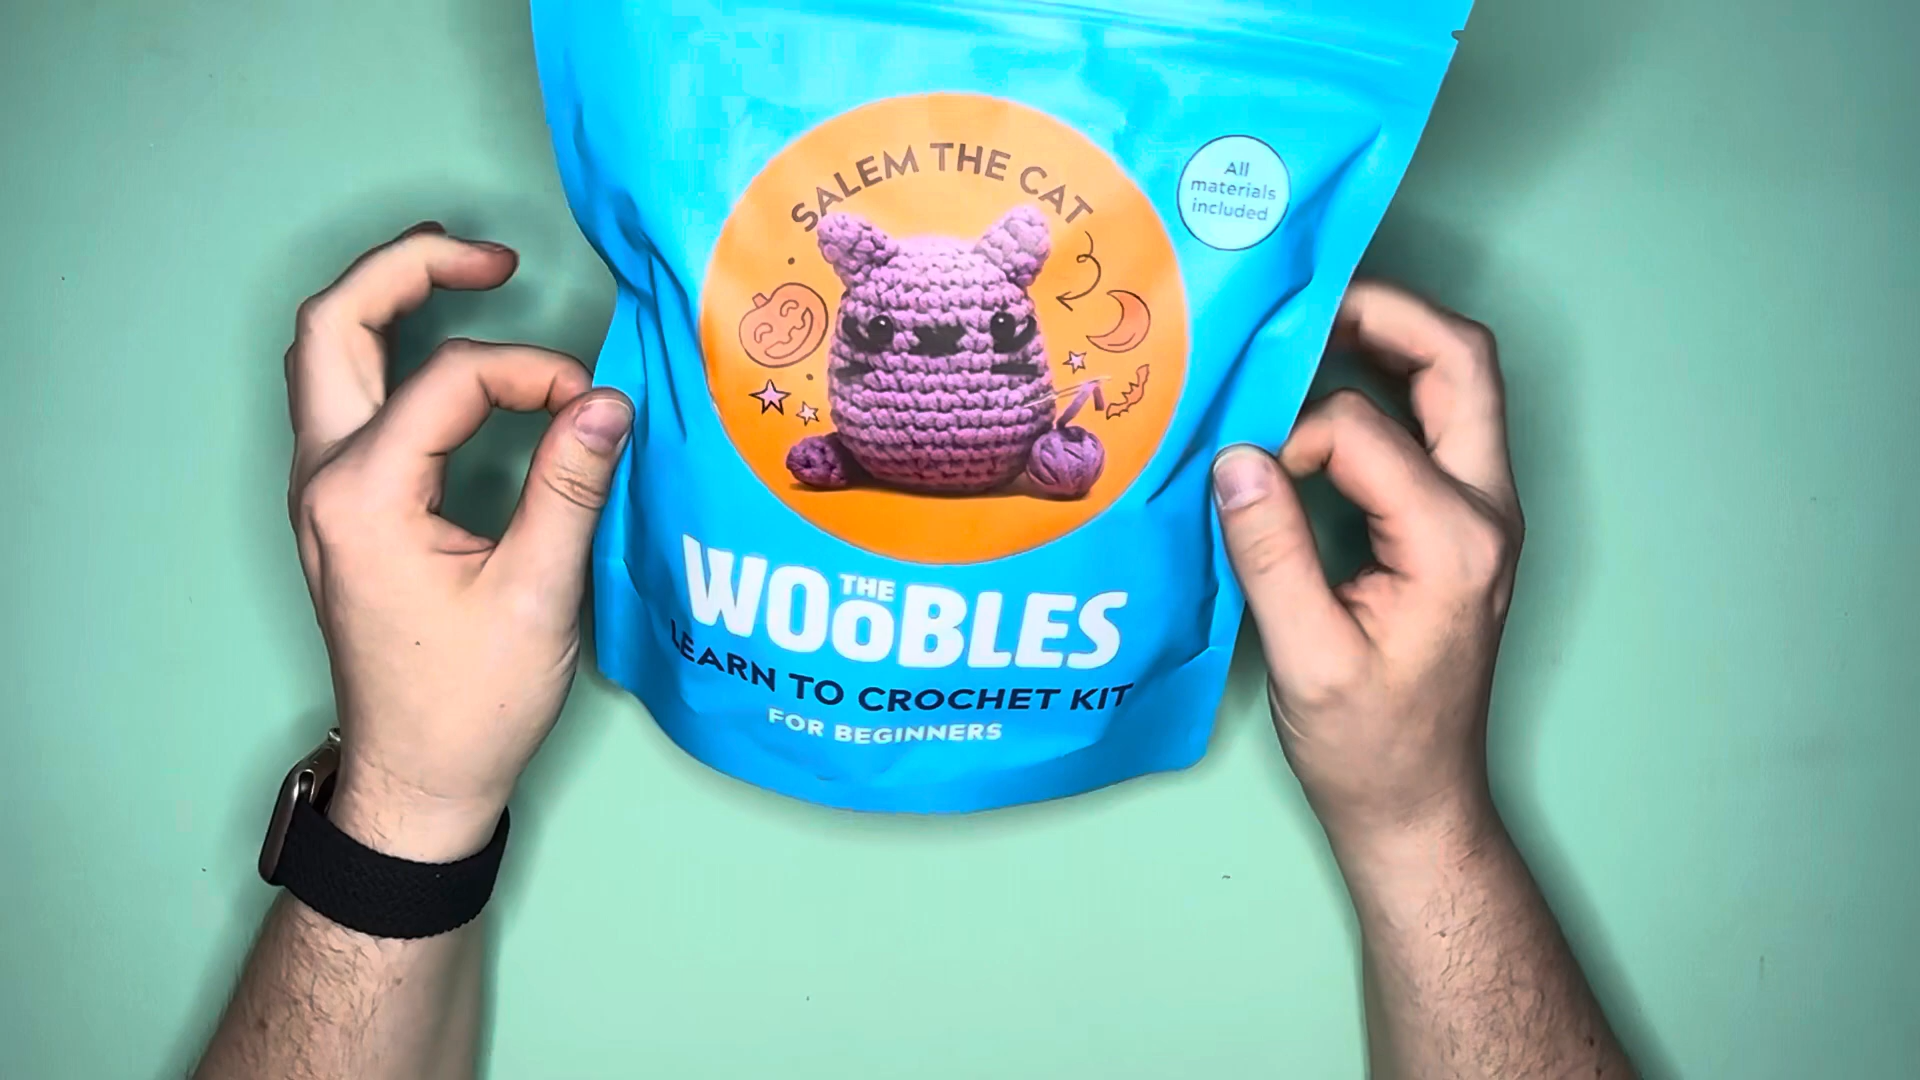 SALEM THE CAT
All
materials
included
THE
WOOBLES
LEARN TO CROCHET KIT
FOR BEGINNERS